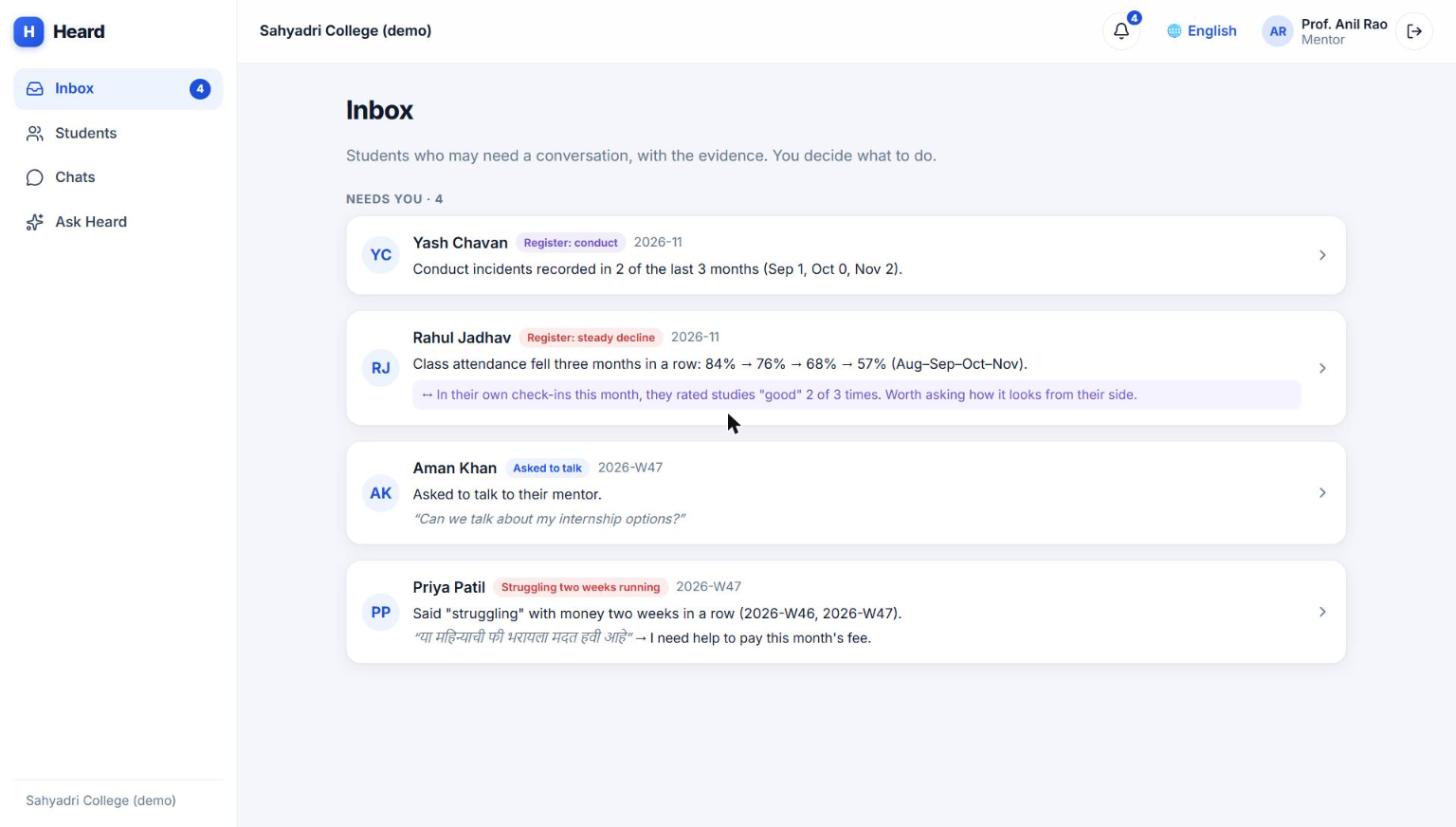 H Heard
Sahyadri College (demo)
4
English
AR
Prof. Anil Rao
Mentor
Inbox 4
Students
Chats
Ask Heard
Sahyadri College (demo)
Inbox
Students who may need a conversation, with the evidence. You decide what to do.
NEEDS YOU · 4
YC
Yash Chavan Register: conduct 2026-11
Conduct incidents recorded in 2 of the last 3 months (Sep 1, Oct 0, Nov 2).
RJ
Rahul Jadhav Register: steady decline 2026-11
Class attendance fell three months in a row: 84% → 76% → 68% → 57% (Aug–Sep–Oct–Nov).
↔ In their own check-ins this month, they rated studies "good" 2 of 3 times. Worth asking how it looks from their side.
AK
Aman Khan Asked to talk 2026-W47
Asked to talk to their mentor.
“Can we talk about my internship options?”
PP
Priya Patil Struggling two weeks running 2026-W47
Said "struggling" with money two weeks in a row (2026-W46, 2026-W47).
“या महिन्याची फी भरायला मदत हवी आहे” → I need help to pay this month's fee.